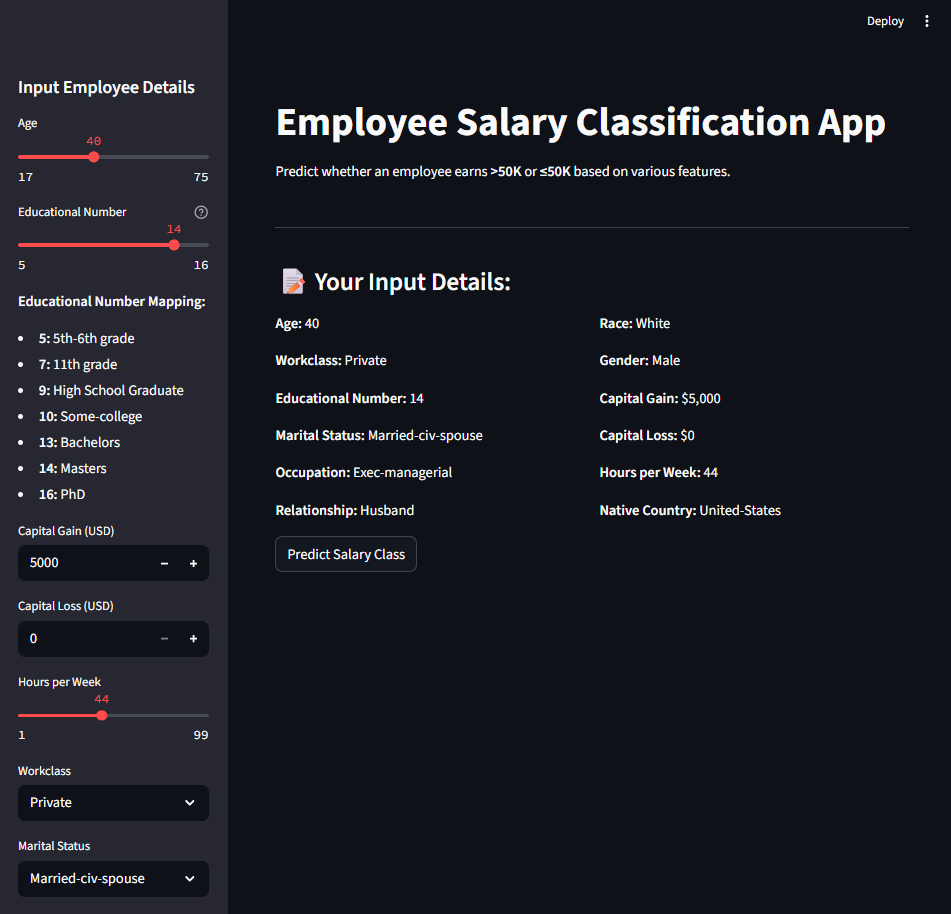 Deploy
Input Employee Details
Age
40
17 75
Educational Number
14
5 16
Educational Number Mapping:
5: 5th-6th grade
7: 11th grade
9: High School Graduate
10: Some-college
13: Bachelors
14: Masters
16: PhD
Capital Gain (USD)
5000
Capital Loss (USD)
0
Hours per Week
44
1 99
Workclass
Private
Marital Status
Married-civ-spouse
Employee Salary Classification App
Predict whether an employee earns >50K or ≤50K based on various features.
Your Input Details:
Age: 40
Workclass: Private
Educational Number: 14
Marital Status: Married-civ-spouse
Occupation: Exec-managerial
Relationship: Husband
Race: White
Gender: Male
Capital Gain: $5,000
Capital Loss: $0
Hours per Week: 44
Native Country: United-States
Predict Salary Class